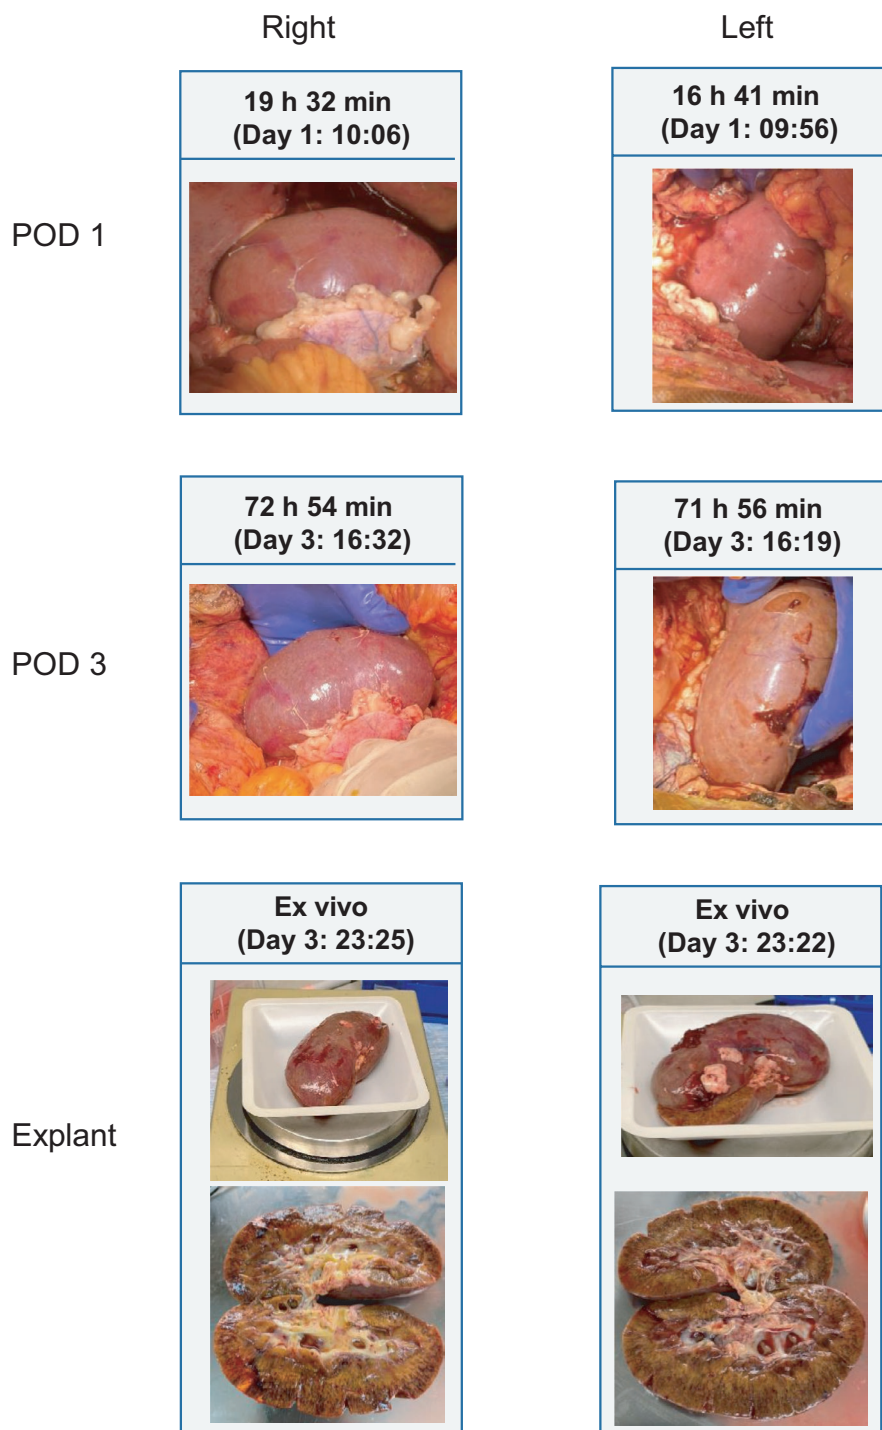 Right
Left
19 h 32 min
(Day 1: 10:06)
16 h 41 min
(Day 1: 09:56)
POD 1
72 h 54 min
(Day 3: 16:32)
71 h 56 min
(Day 3: 16:19)
POD 3
Ex vivo
(Day 3: 23:25)
Ex vivo
(Day 3: 23:22)
Explant